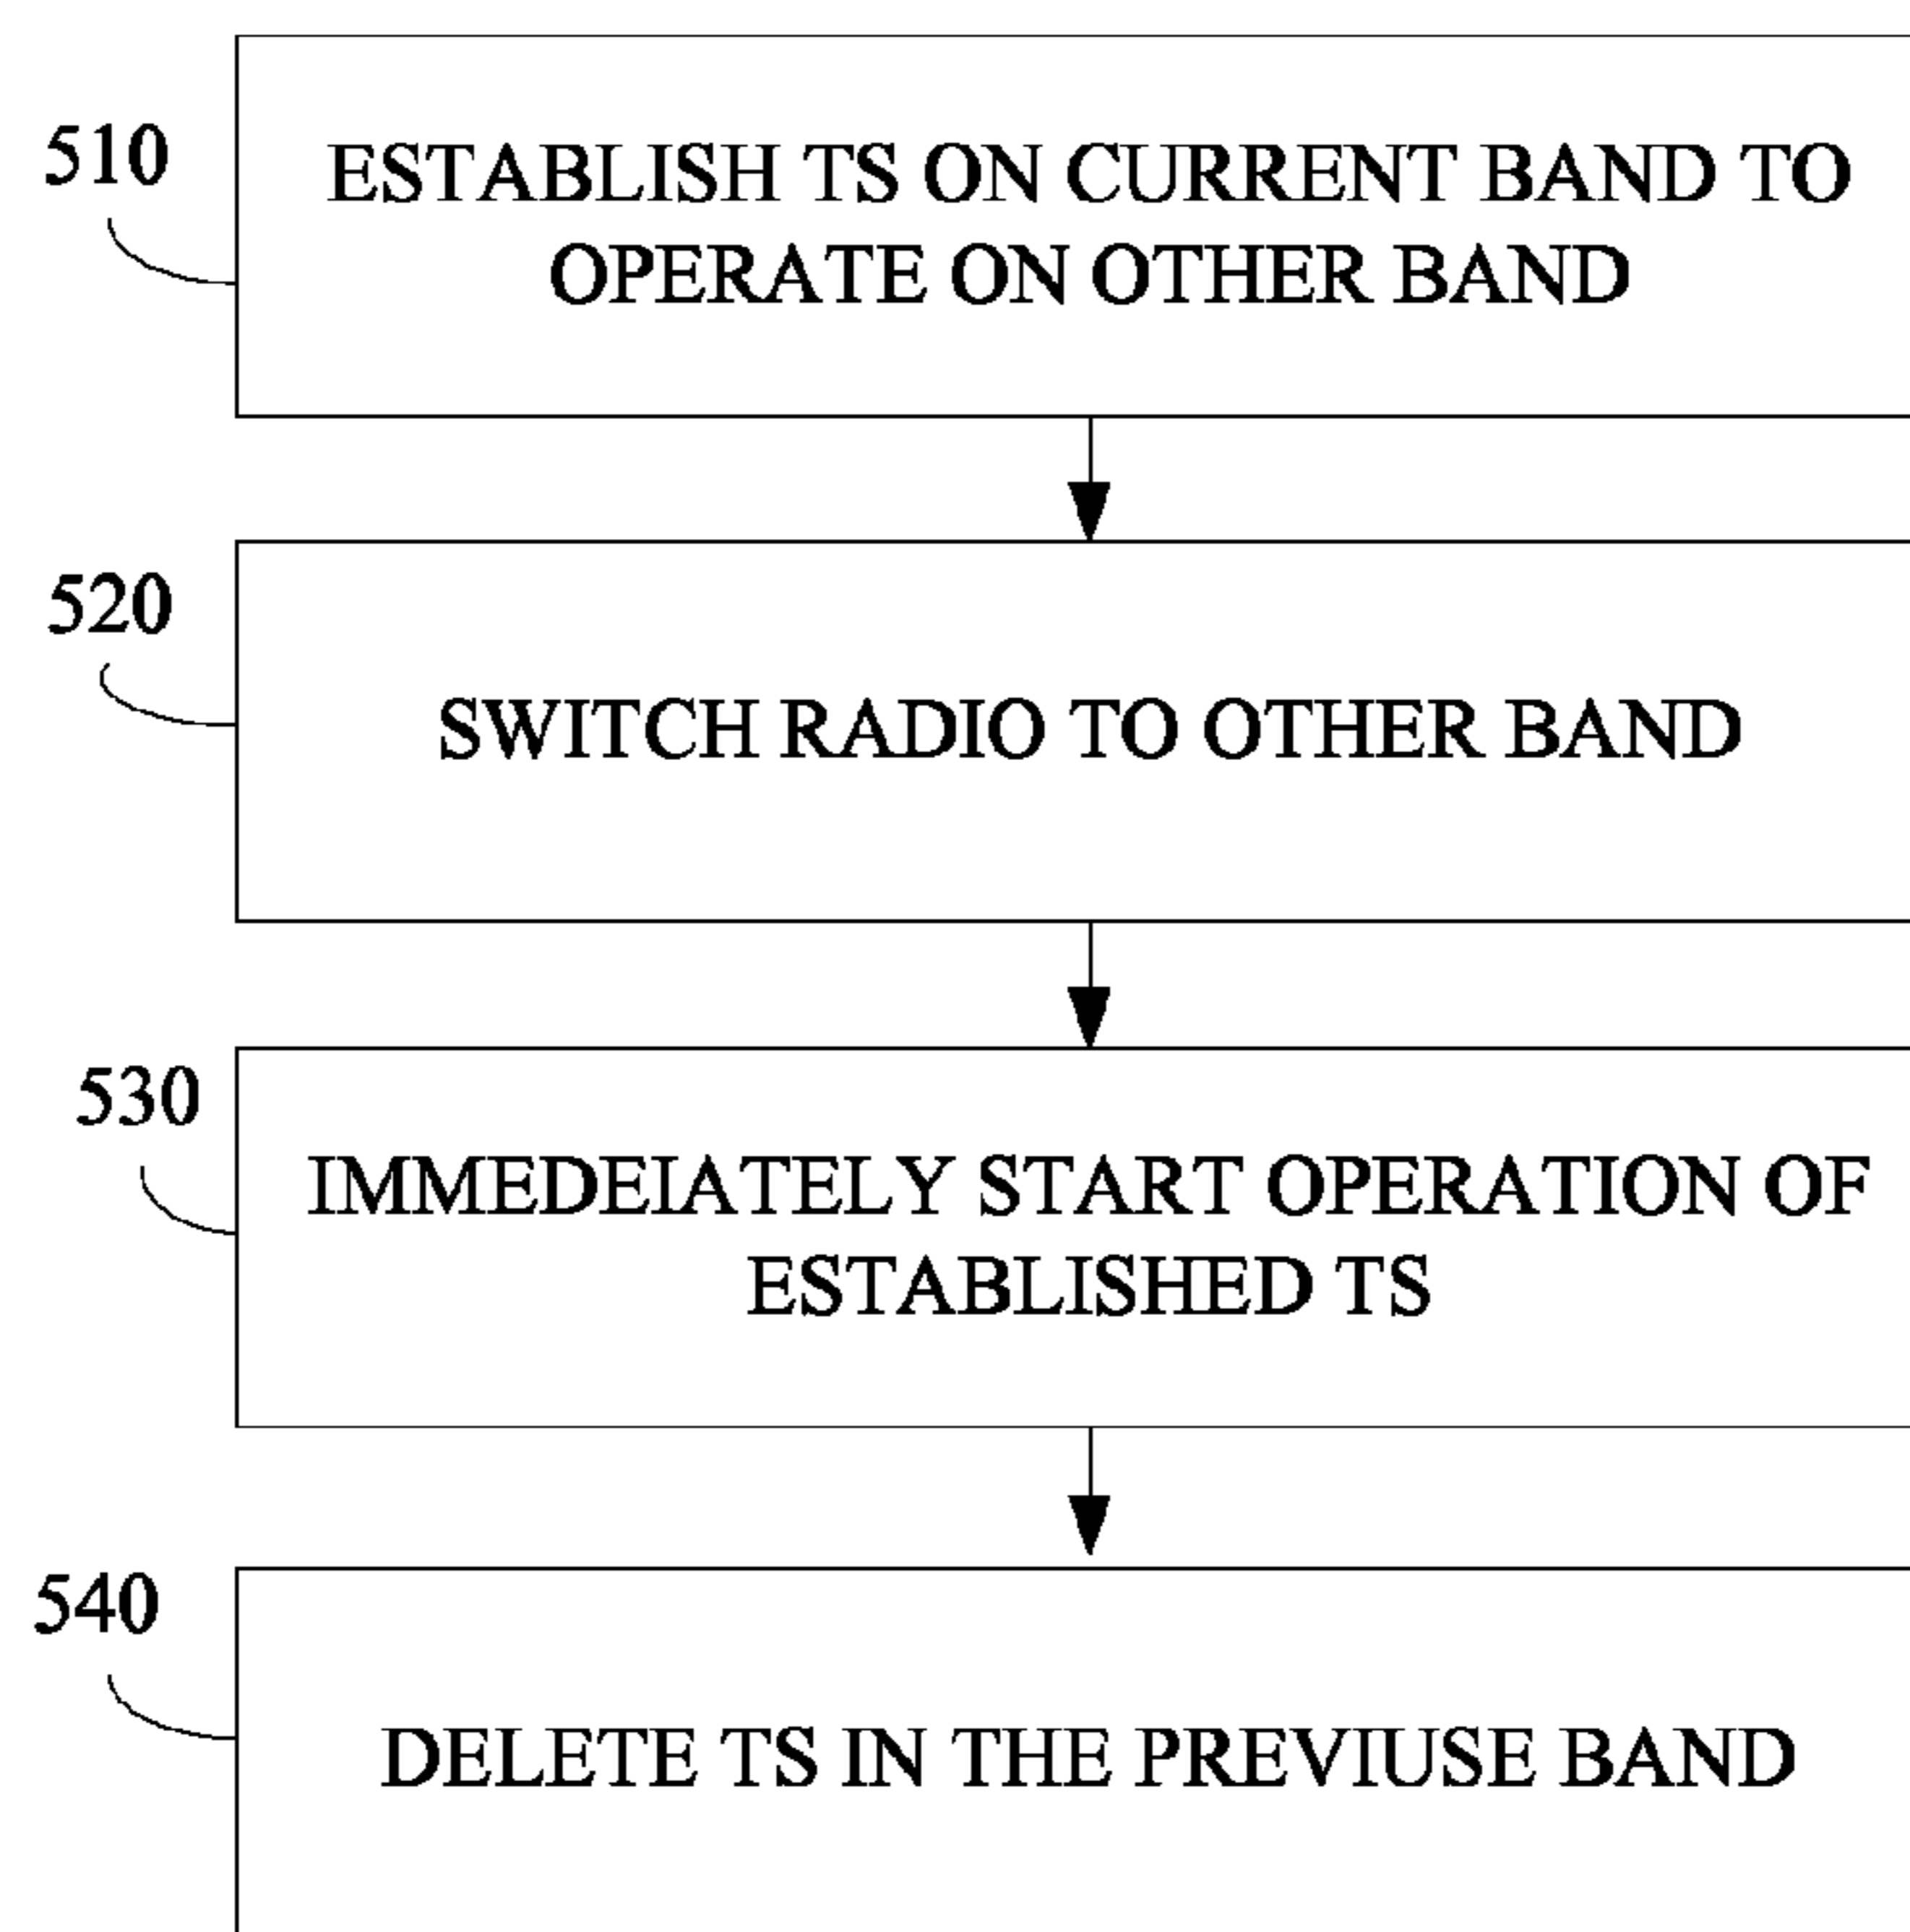 510
ESTABLISH TS ON CURRENT BAND TO
OPERATE ON OTHER BAND
520
SWITCH RADIO TO OTHER BAND
530
IMMEDEIATELY START OPERATION OF
ESTABLISHED TS
540
DELETE TS IN THE PREVIUSE BAND